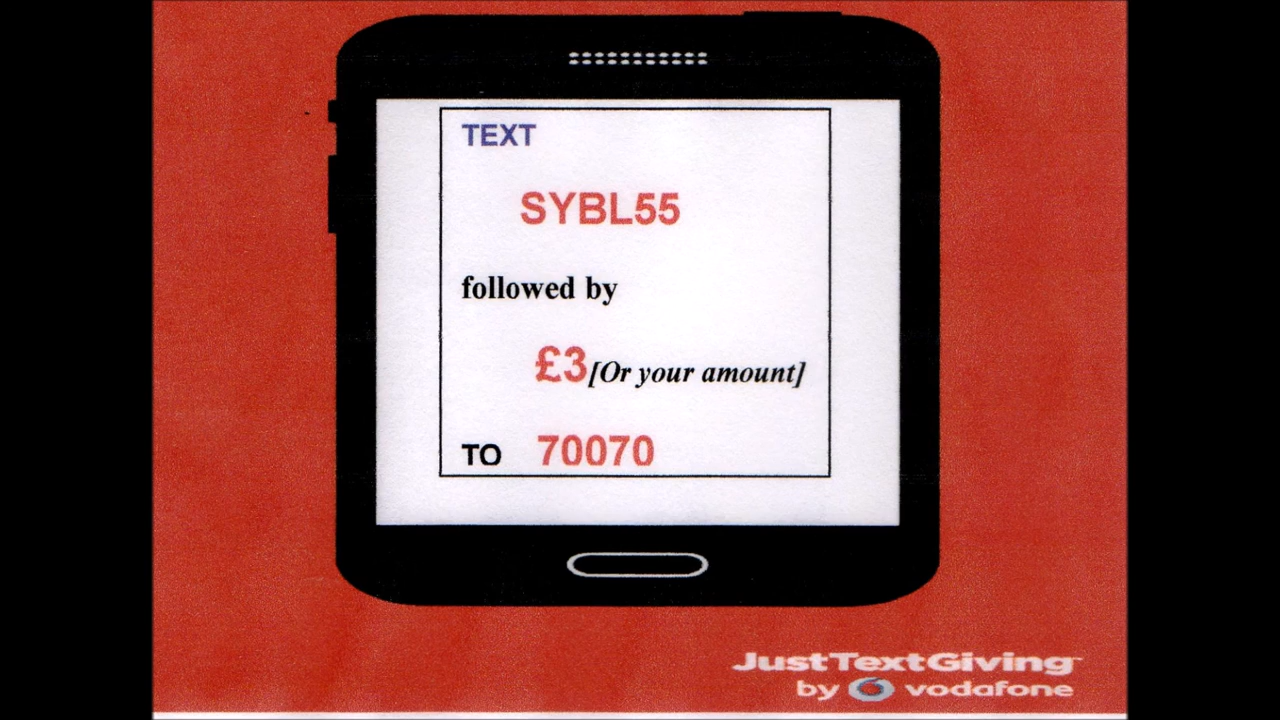 TEXT
SYBL55
followed by
£3 [Or your amount]
TO 70070
JustTextGiving
by vodafone